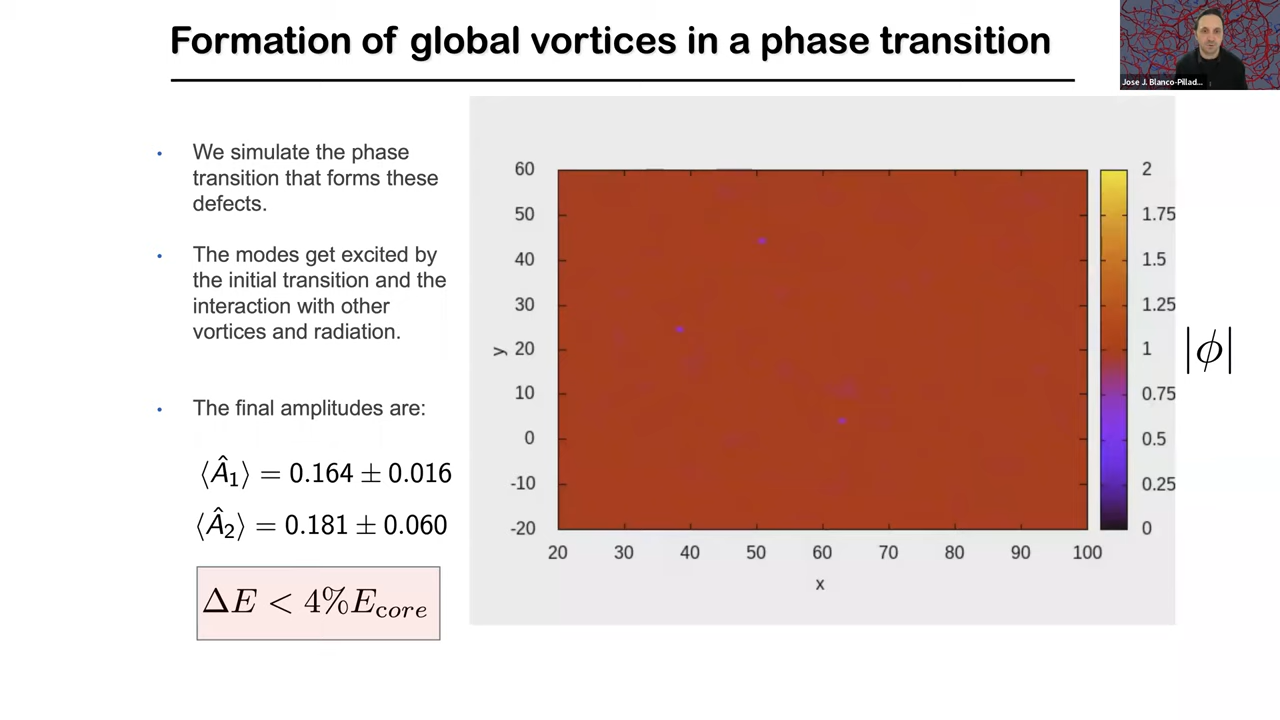 Formation of global vortices in a phase transition
Jose J. Blanco-Pillad...
• We simulate the phase
transition that forms these
defects.
• The modes get excited by
the initial transition and the
interaction with other
vortices and radiation.
• The final amplitudes are:
⟨Â₁⟩ = 0.164 ± 0.016
⟨Â₂⟩ = 0.181 ± 0.060
ΔE < 4%E_core
60
50
40
30
20
10
0
-10
-20
y
20 30 40 50 60 70 80 90 100
x
2
1.75
1.5
1.25
1
0.75
0.5
0.25
0
|ϕ|